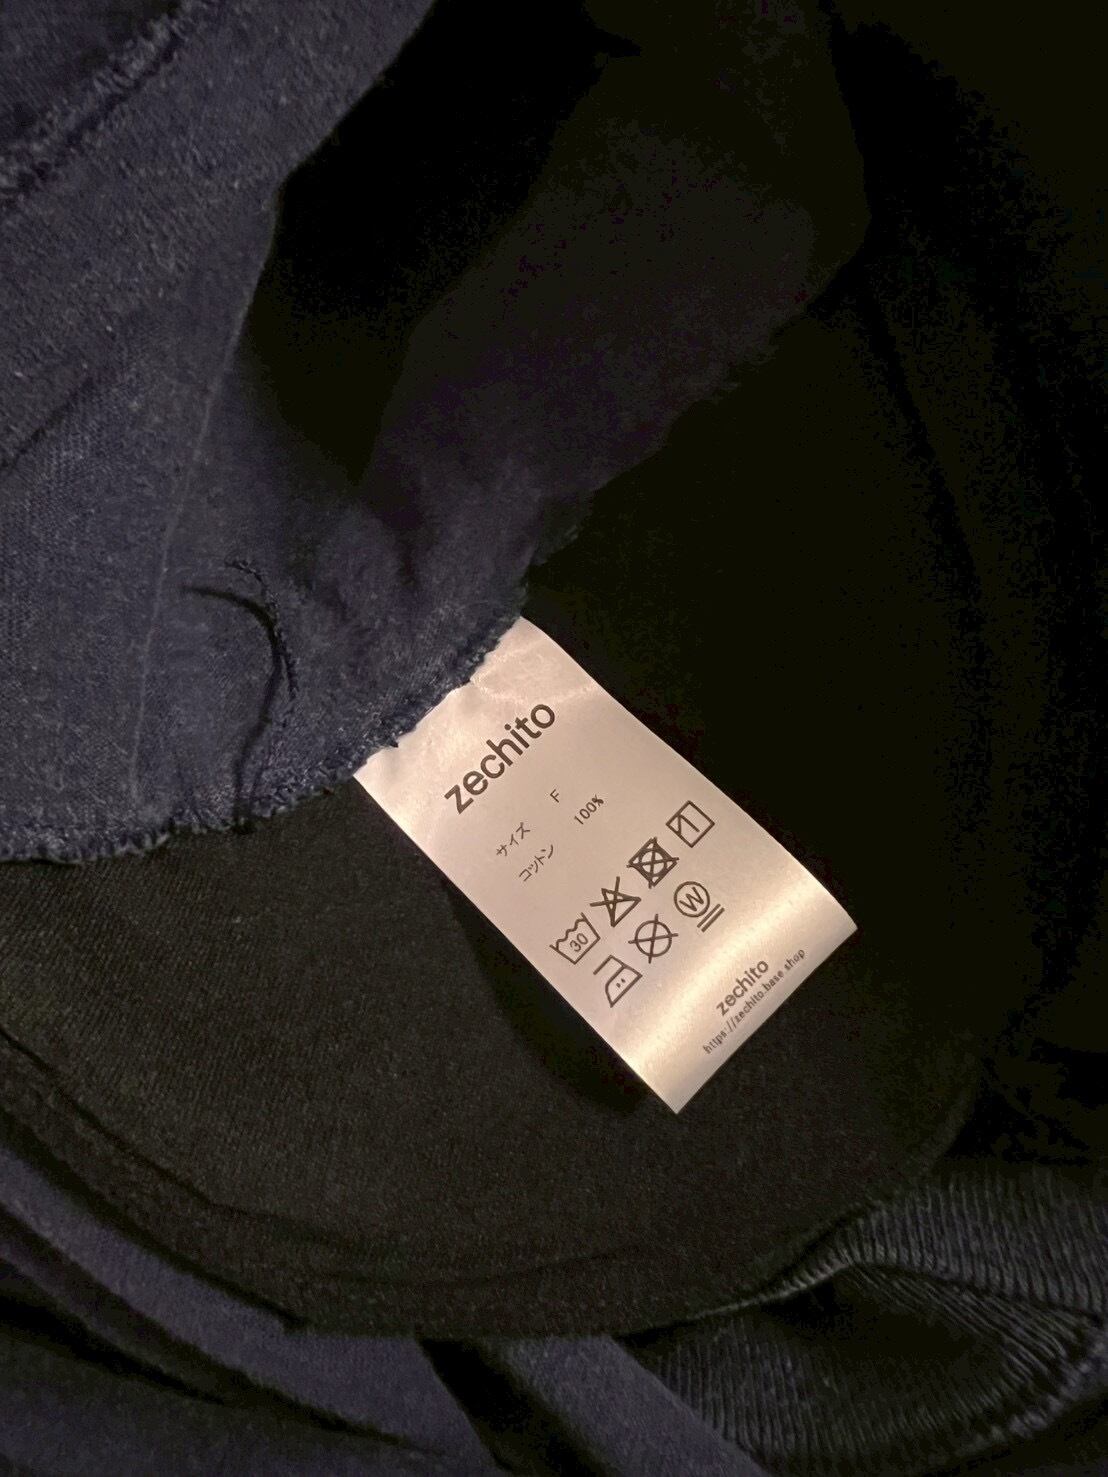 zechito
サイズ F
コットン 100%
30
W
zechito
https://zechito.base.shop